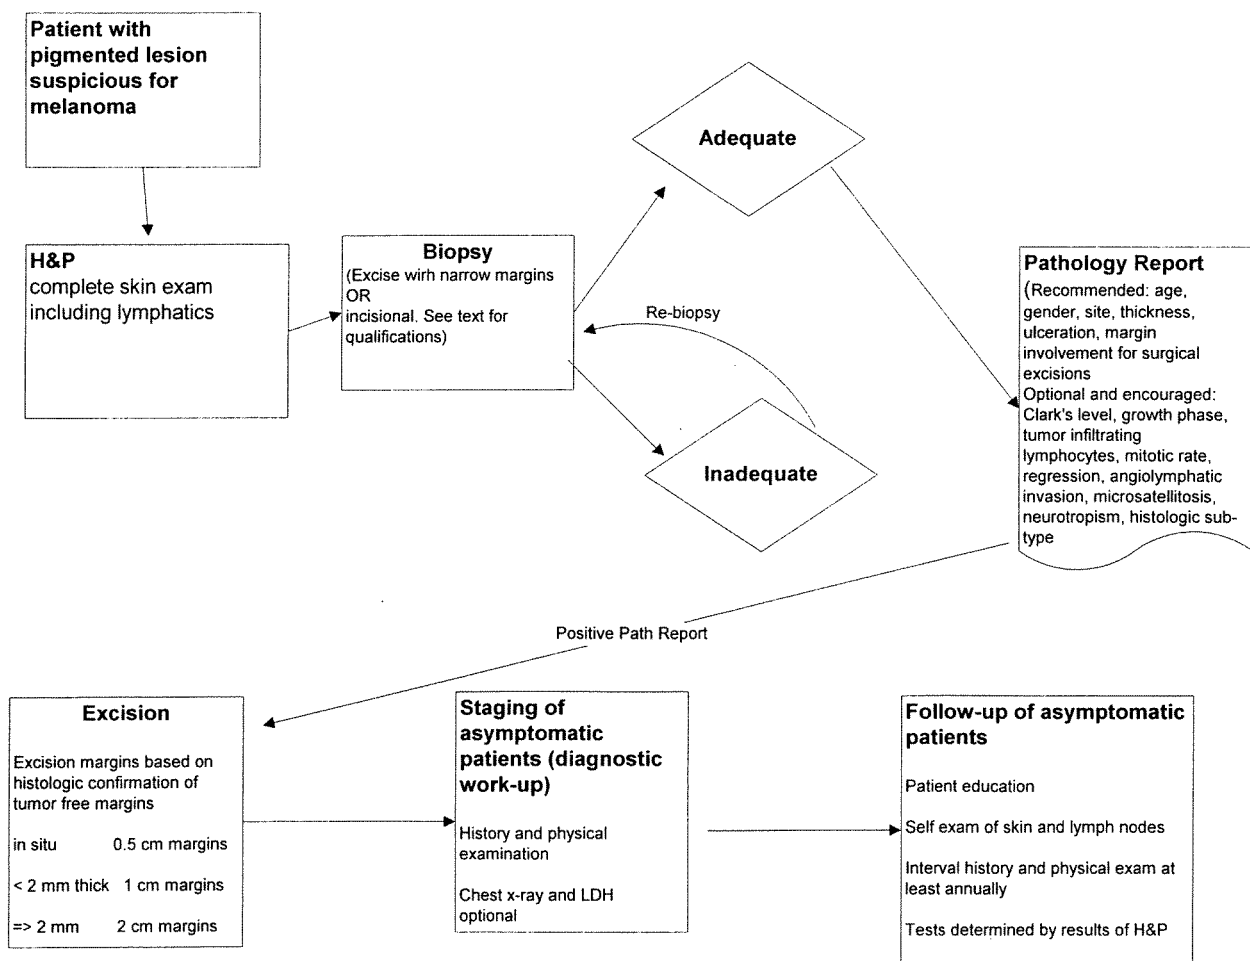 Patient with
pigmented lesion
suspicious for
melanoma
H&P
complete skin exam
including lymphatics
Biopsy
(Excise wirh narrow margins
OR
incisional. See text for
qualifications)
Adequate
Re-biopsy
Inadequate
Pathology Report
(Recommended: age,
gender, site, thickness,
ulceration, margin
involvement for surgical
excisions
Optional and encouraged:
Clark's level, growth phase,
tumor infiltrating
lymphocytes, mitotic rate,
regression, angiolymphatic
invasion, microsatellitosis,
neurotropism, histologic sub-
type
Positive Path Report
Excision
Excision margins based on
histologic confirmation of
tumor free margins
in situ 0.5 cm margins
< 2 mm thick 1 cm margins
=> 2 mm 2 cm margins
Staging of
asymptomatic
patients (diagnostic
work-up)
History and physical
examination
Chest x-ray and LDH
optional
Follow-up of asymptomatic
patients
Patient education
Self exam of skin and lymph nodes
Interval history and physical exam at
least annually
Tests determined by results of H&P